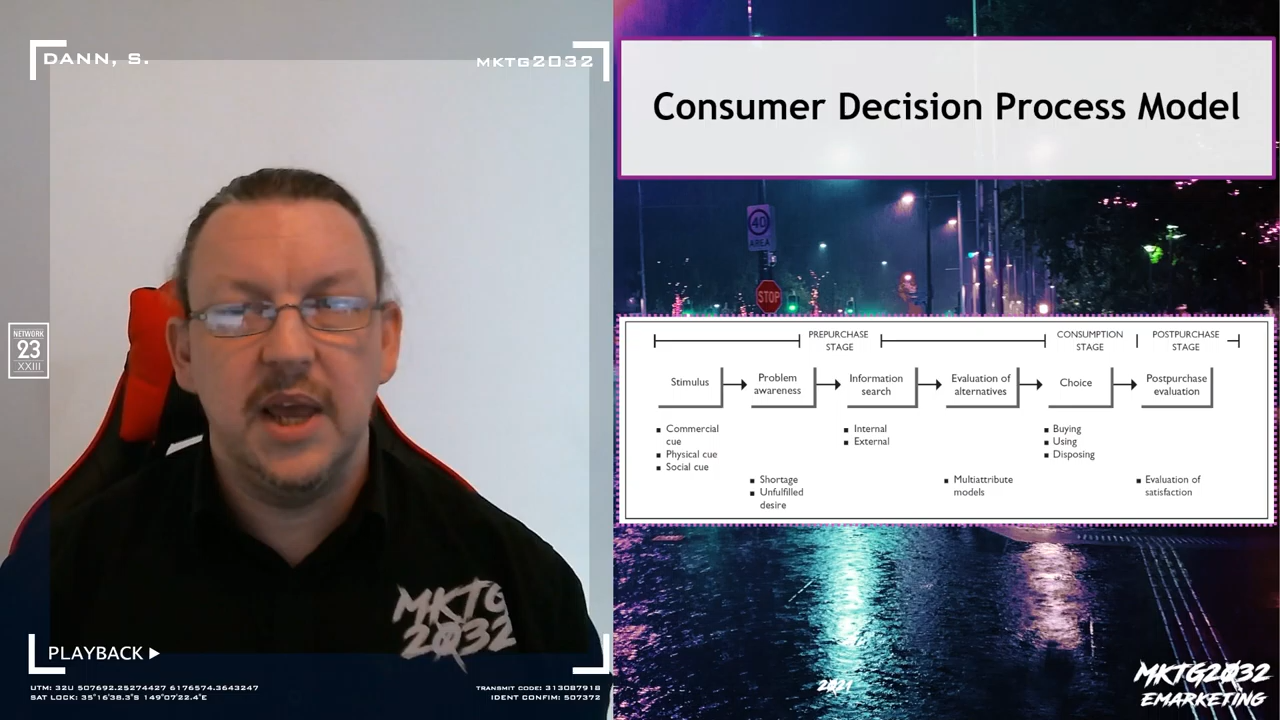 DANN, S.
MKTG2032
NETWORK
23
XXIII
MKTG
2032
PLAYBACK
UTM: 32U 507692.25274427 6176574.3643247
SAT LOCK: 35°16'38.3"S 149°07'22.4"E
TRANSMIT CODE: 313087918
IDENT CONFIM: 507372
Consumer Decision Process Model
40
AREA
STOP
PREPURCHASE
STAGE
CONSUMPTION
STAGE
POSTPURCHASE
STAGE
Stimulus
Problem
awareness
Information
search
Evaluation of
alternatives
Choice
Postpurchase
evaluation
▪ Commercial
cue
▪ Physical cue
▪ Social cue
▪ Shortage
▪ Unfulfilled
desire
▪ Internal
▪ External
▪ Multiattribute
models
▪ Buying
▪ Using
▪ Disposing
▪ Evaluation of
satisfaction
2021
MKTG2032
EMARKETING